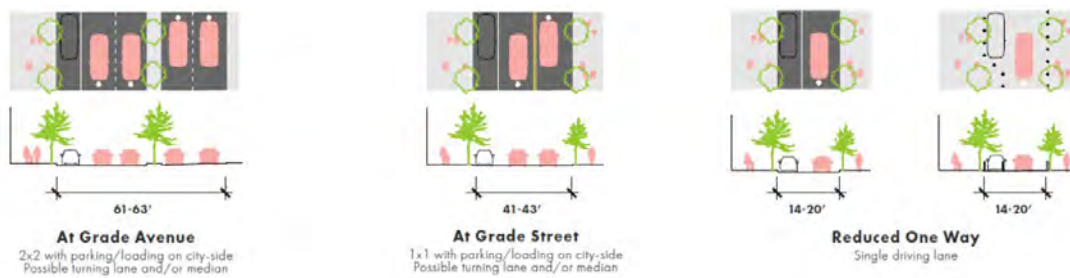 61-63'
At Grade Avenue
2x2 with parking/loading on city-side
Possible turning lane and/or median
41-43'
At Grade Street
1x1 with parking/loading on city-side
Possible turning lane and/or median
14-20'
14-20'
Reduced One Way
Single driving lane